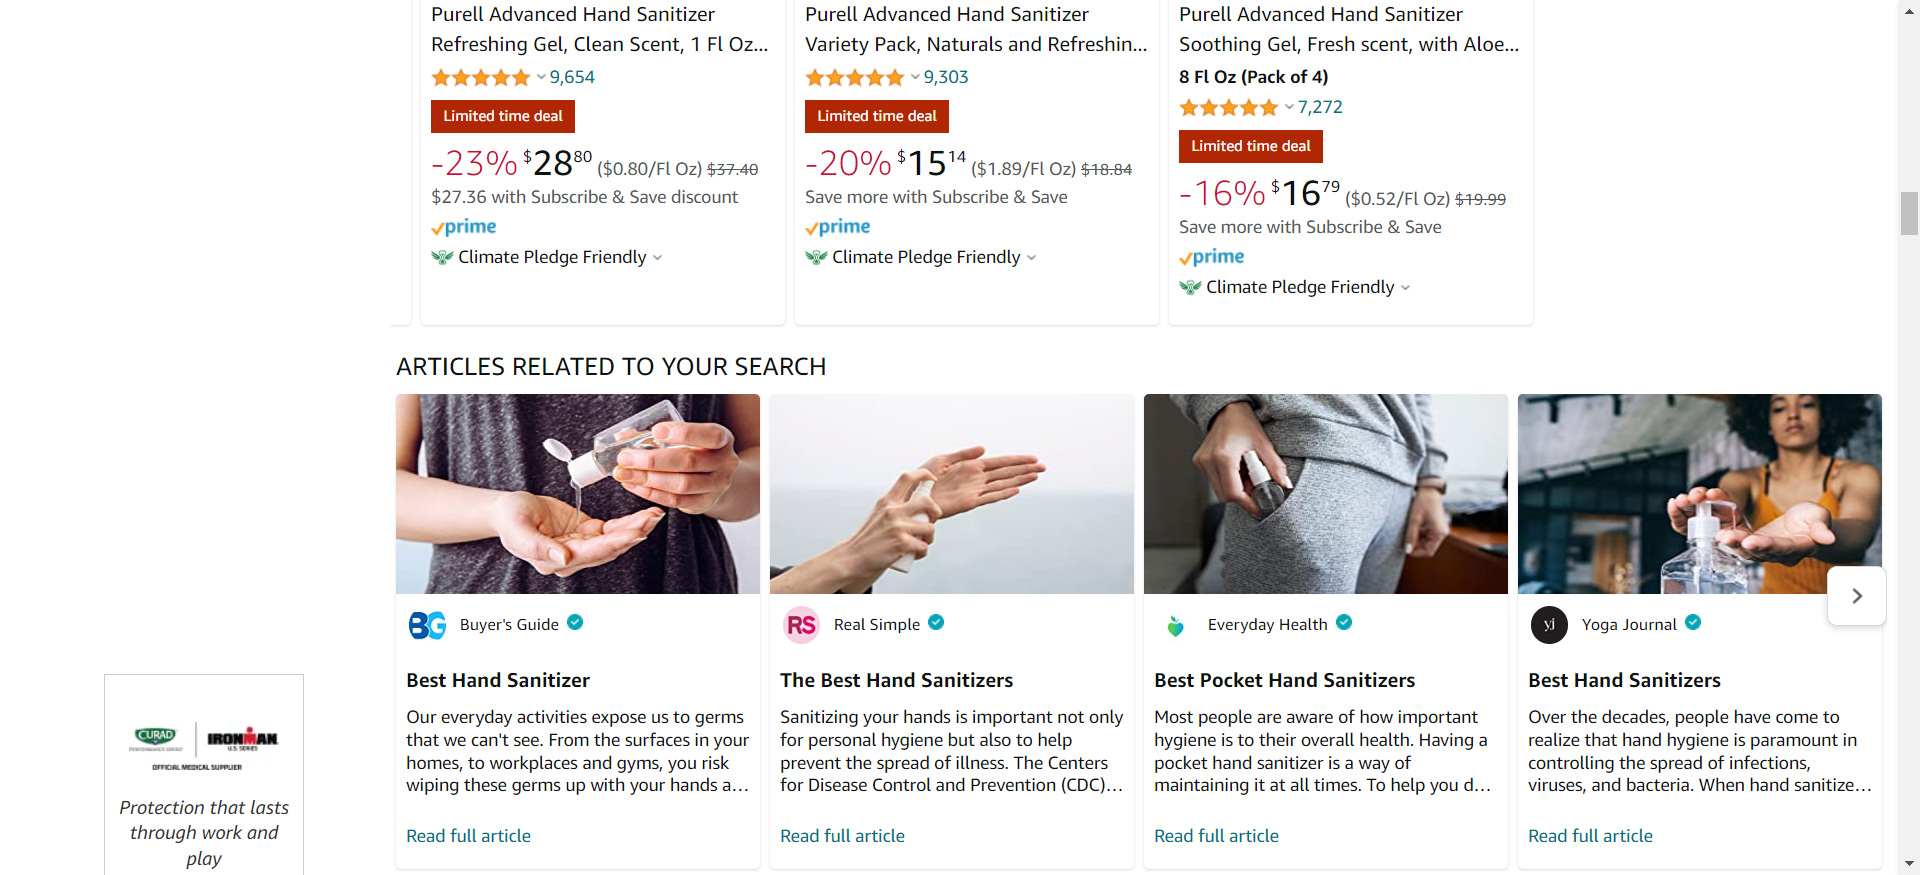 Purell Advanced Hand Sanitizer
Refreshing Gel, Clean Scent, 1 Fl Oz...
9,654
Limited time deal
-23% $28 80 ($0.80/Fl Oz) $37.40
$27.36 with Subscribe & Save discount
prime
Climate Pledge Friendly
Purell Advanced Hand Sanitizer
Variety Pack, Naturals and Refreshin...
9,303
Limited time deal
-20% $15 14 ($1.89/Fl Oz) $18.84
Save more with Subscribe & Save
prime
Climate Pledge Friendly
Purell Advanced Hand Sanitizer
Soothing Gel, Fresh scent, with Aloe...
8 Fl Oz (Pack of 4)
7,272
Limited time deal
-16% $16 79 ($0.52/Fl Oz) $19.99
Save more with Subscribe & Save
prime
Climate Pledge Friendly
ARTICLES RELATED TO YOUR SEARCH
BG Buyer's Guide
Best Hand Sanitizer
Our everyday activities expose us to germs
that we can't see. From the surfaces in your
homes, to workplaces and gyms, you risk
wiping these germs up with your hands a...
Read full article
RS Real Simple
The Best Hand Sanitizers
Sanitizing your hands is important not only
for personal hygiene but also to help
prevent the spread of illness. The Centers
for Disease Control and Prevention (CDC)...
Read full article
Everyday Health
Best Pocket Hand Sanitizers
Most people are aware of how important
hygiene is to their overall health. Having a
pocket hand sanitizer is a way of
maintaining it at all times. To help you d...
Read full article
yj Yoga Journal
Best Hand Sanitizers
Over the decades, people have come to
realize that hand hygiene is paramount in
controlling the spread of infections,
viruses, and bacteria. When hand sanitize...
Read full article
CURAD
PERFORMANCE SERIES
IRONMAN
U.S. SERIES
OFFICIAL MEDICAL SUPPLIER
Protection that lasts
through work and
play